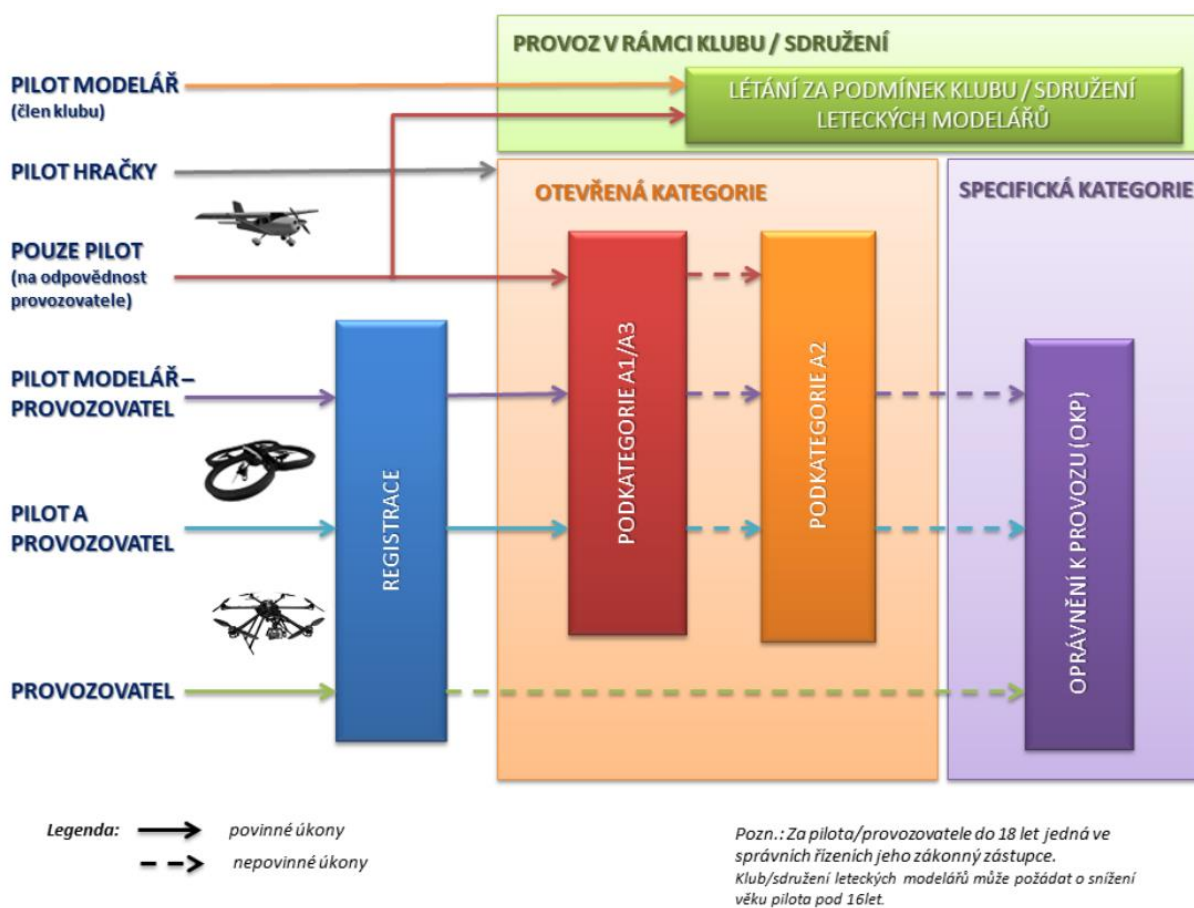 PROVOZ V RÁMCI KLUBU / SDRUŽENÍ
PILOT MODELÁŘ
(člen klubu)
LÉTÁNÍ ZA PODMÍNEK KLUBU / SDRUŽENÍ
LETECKÝCH MODELÁŘŮ
PILOT HRAČKY
OTEVŘENÁ KATEGORIE
SPECIFICKÁ KATEGORIE
POUZE PILOT
(na odpovědnost
provozovatele)
PILOT MODELÁŘ –
PROVOZOVATEL
PILOT A
PROVOZOVATEL
PROVOZOVATEL
REGISTRACE
PODKATEGORIE A1/A3
PODKATEGORIE A2
OPRÁVNĚNÍ K PROVOZU (OKP)
Legenda:
povinné úkony
nepovinné úkony
Pozn.: Za pilota/provozovatele do 18 let jedná ve
správních řízeních jeho zákonný zástupce.
Klub/sdružení leteckých modelářů může požádat o snížení
věku pilota pod 16let.